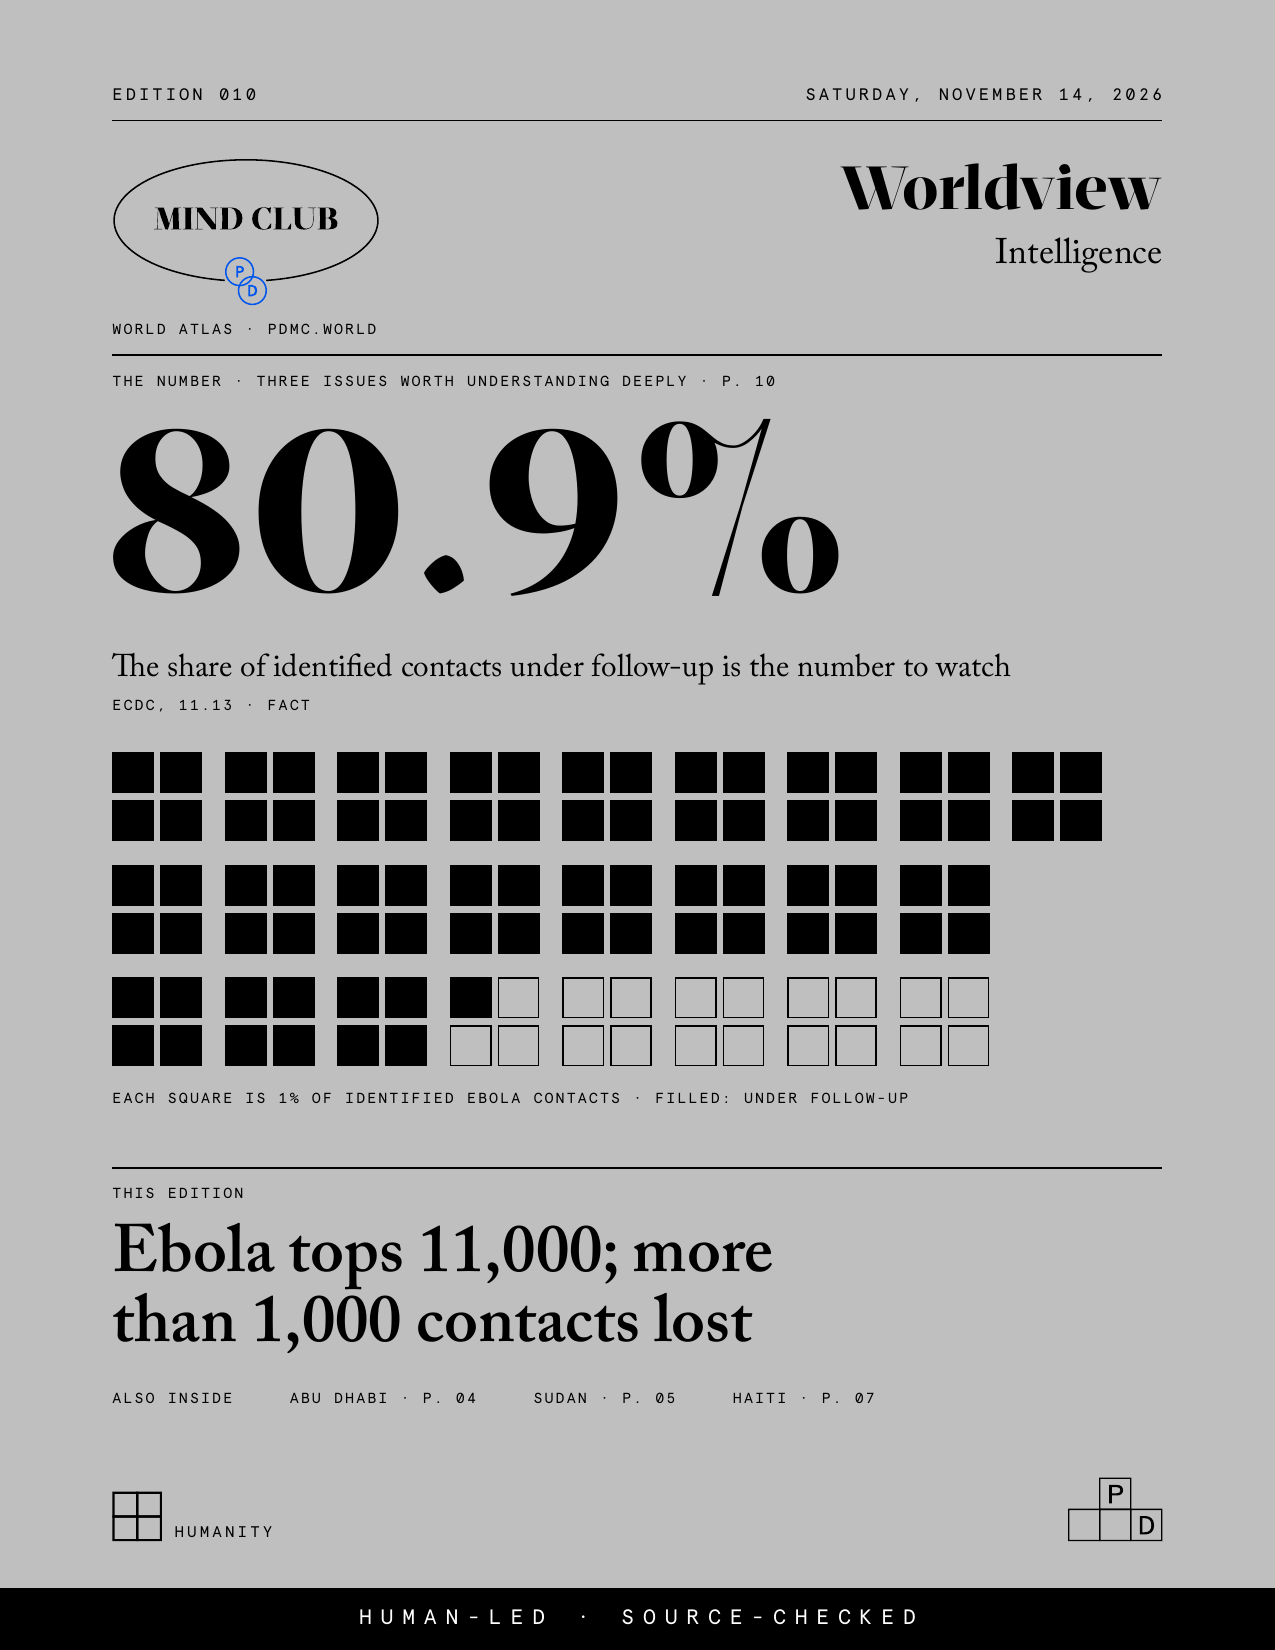 EDITION 010
SATURDAY, NOVEMBER 14, 2026
MIND CLUB
P
D
Worldview
Intelligence
WORLD ATLAS · PDMC.WORLD
THE NUMBER · THREE ISSUES WORTH UNDERSTANDING DEEPLY · P. 10
80.9%
The share of identified contacts under follow-up is the number to watch
ECDC, 11.13 · FACT
EACH SQUARE IS 1% OF IDENTIFIED EBOLA CONTACTS · FILLED: UNDER FOLLOW-UP
THIS EDITION
Ebola tops 11,000; more
than 1,000 contacts lost
ALSO INSIDE ABU DHABI · P. 04 SUDAN · P. 05 HAITI · P. 07
HUMANITY
P
D
HUMAN-LED · SOURCE-CHECKED